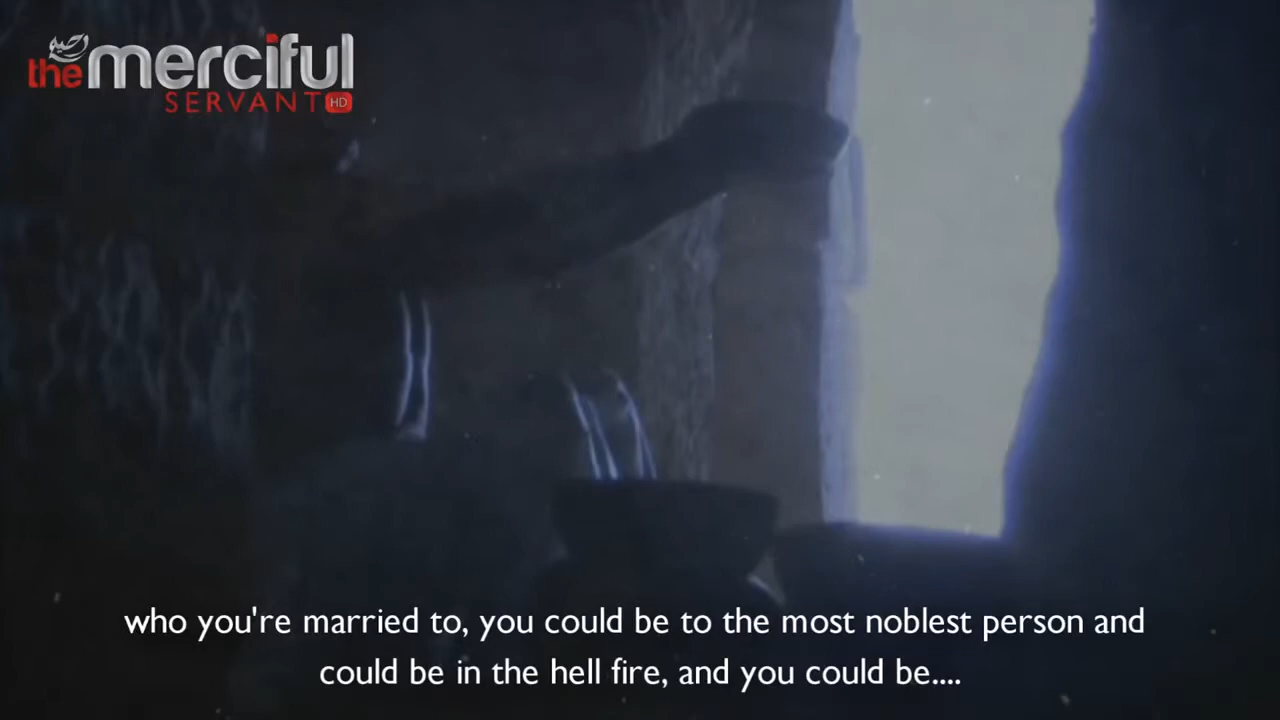 the merciful
SERVANT HD
who you're married to, you could be to the most noblest person and
could be in the hell fire, and you could be....